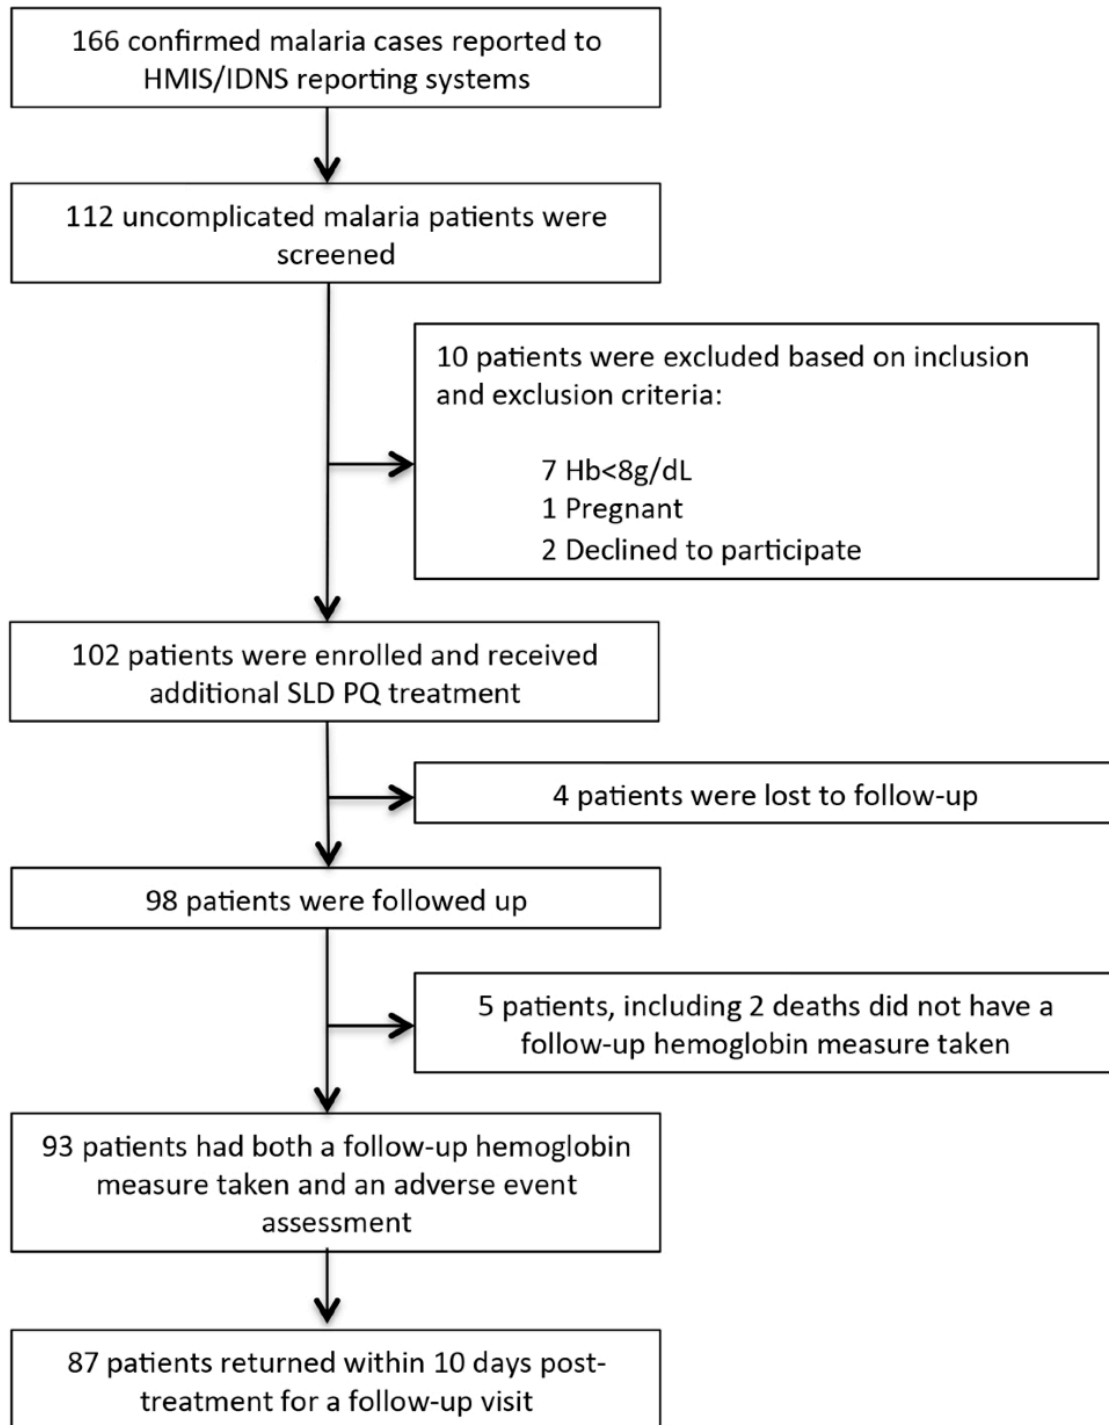 166 confirmed malaria cases reported to
HMIS/IDNS reporting systems
112 uncomplicated malaria patients were
screened
10 patients were excluded based on inclusion
and exclusion criteria:
7 Hb<8g/dL
1 Pregnant
2 Declined to participate
102 patients were enrolled and received
additional SLD PQ treatment
4 patients were lost to follow-up
98 patients were followed up
5 patients, including 2 deaths did not have a
follow-up hemoglobin measure taken
93 patients had both a follow-up hemoglobin
measure taken and an adverse event
assessment
87 patients returned within 10 days post-
treatment for a follow-up visit